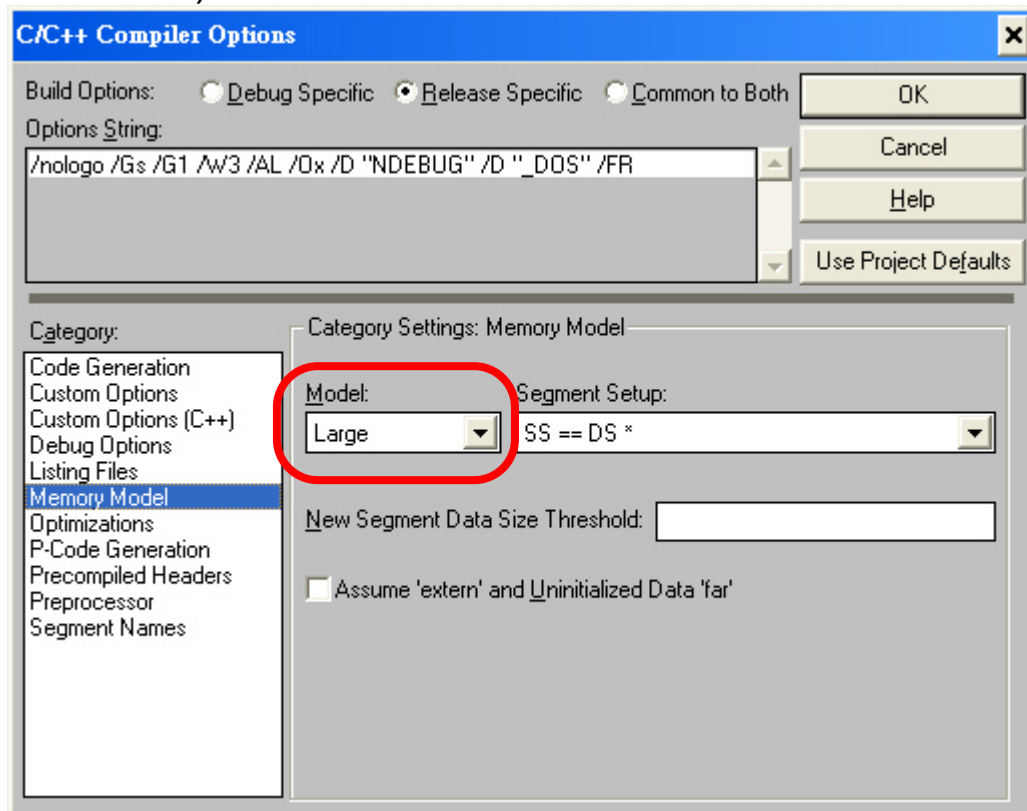 C/C++ Compiler Options
Build Options: Debug Specific Release Specific Common to Both
OK
Options String:
Cancel
/nologo /Gs /G1 /W3 /AL /Ox /D "NDEBUG" /D "_DOS" /FR
Help
Use Project Defaults
Category:
Category Settings: Memory Model
Code Generation
Custom Options
Custom Options (C++)
Debug Options
Listing Files
Memory Model
Optimizations
P-Code Generation
Precompiled Headers
Preprocessor
Segment Names
Model: Segment Setup:
Large SS == DS *
New Segment Data Size Threshold:
Assume 'extern' and Uninitialized Data 'far'